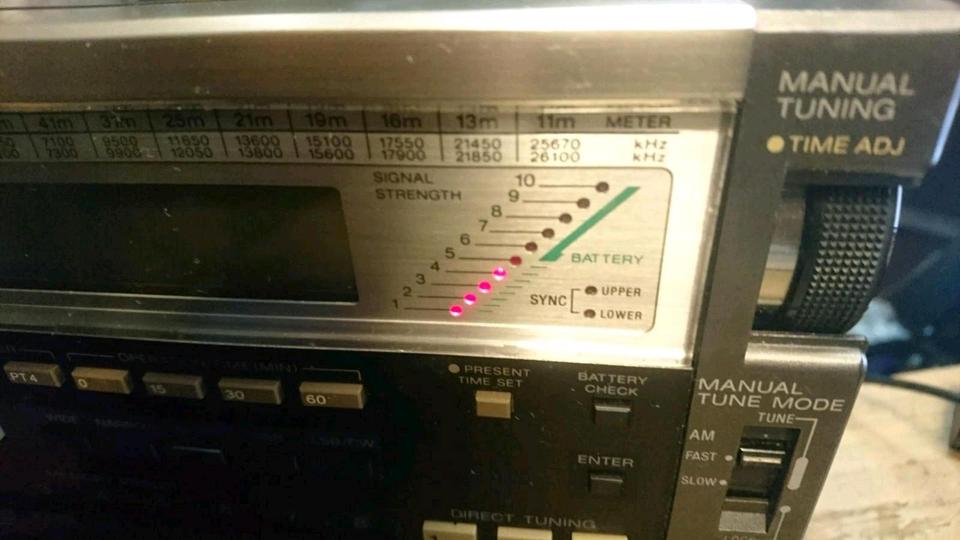 MANUAL
TUNING
TIME ADJ
41m 31m 25m 21m 19m 16m 13m 11m METER
7100 9500 11650 13600 15100 17550 21450 25670 kHz
7300 9900 12050 13800 15600 17900 21850 26100 kHz
SIGNAL
STRENGTH
10
9
8
7
6
5
4
3
2
1
BATTERY
SYNC
UPPER
LOWER
PRESENT
TIME SET
BATTERY
CHECK
PT4
0
15
30
60
ENTER
DIRECT TUNING
MANUAL
TUNE MODE
TUNE
AM
FAST
SLOW